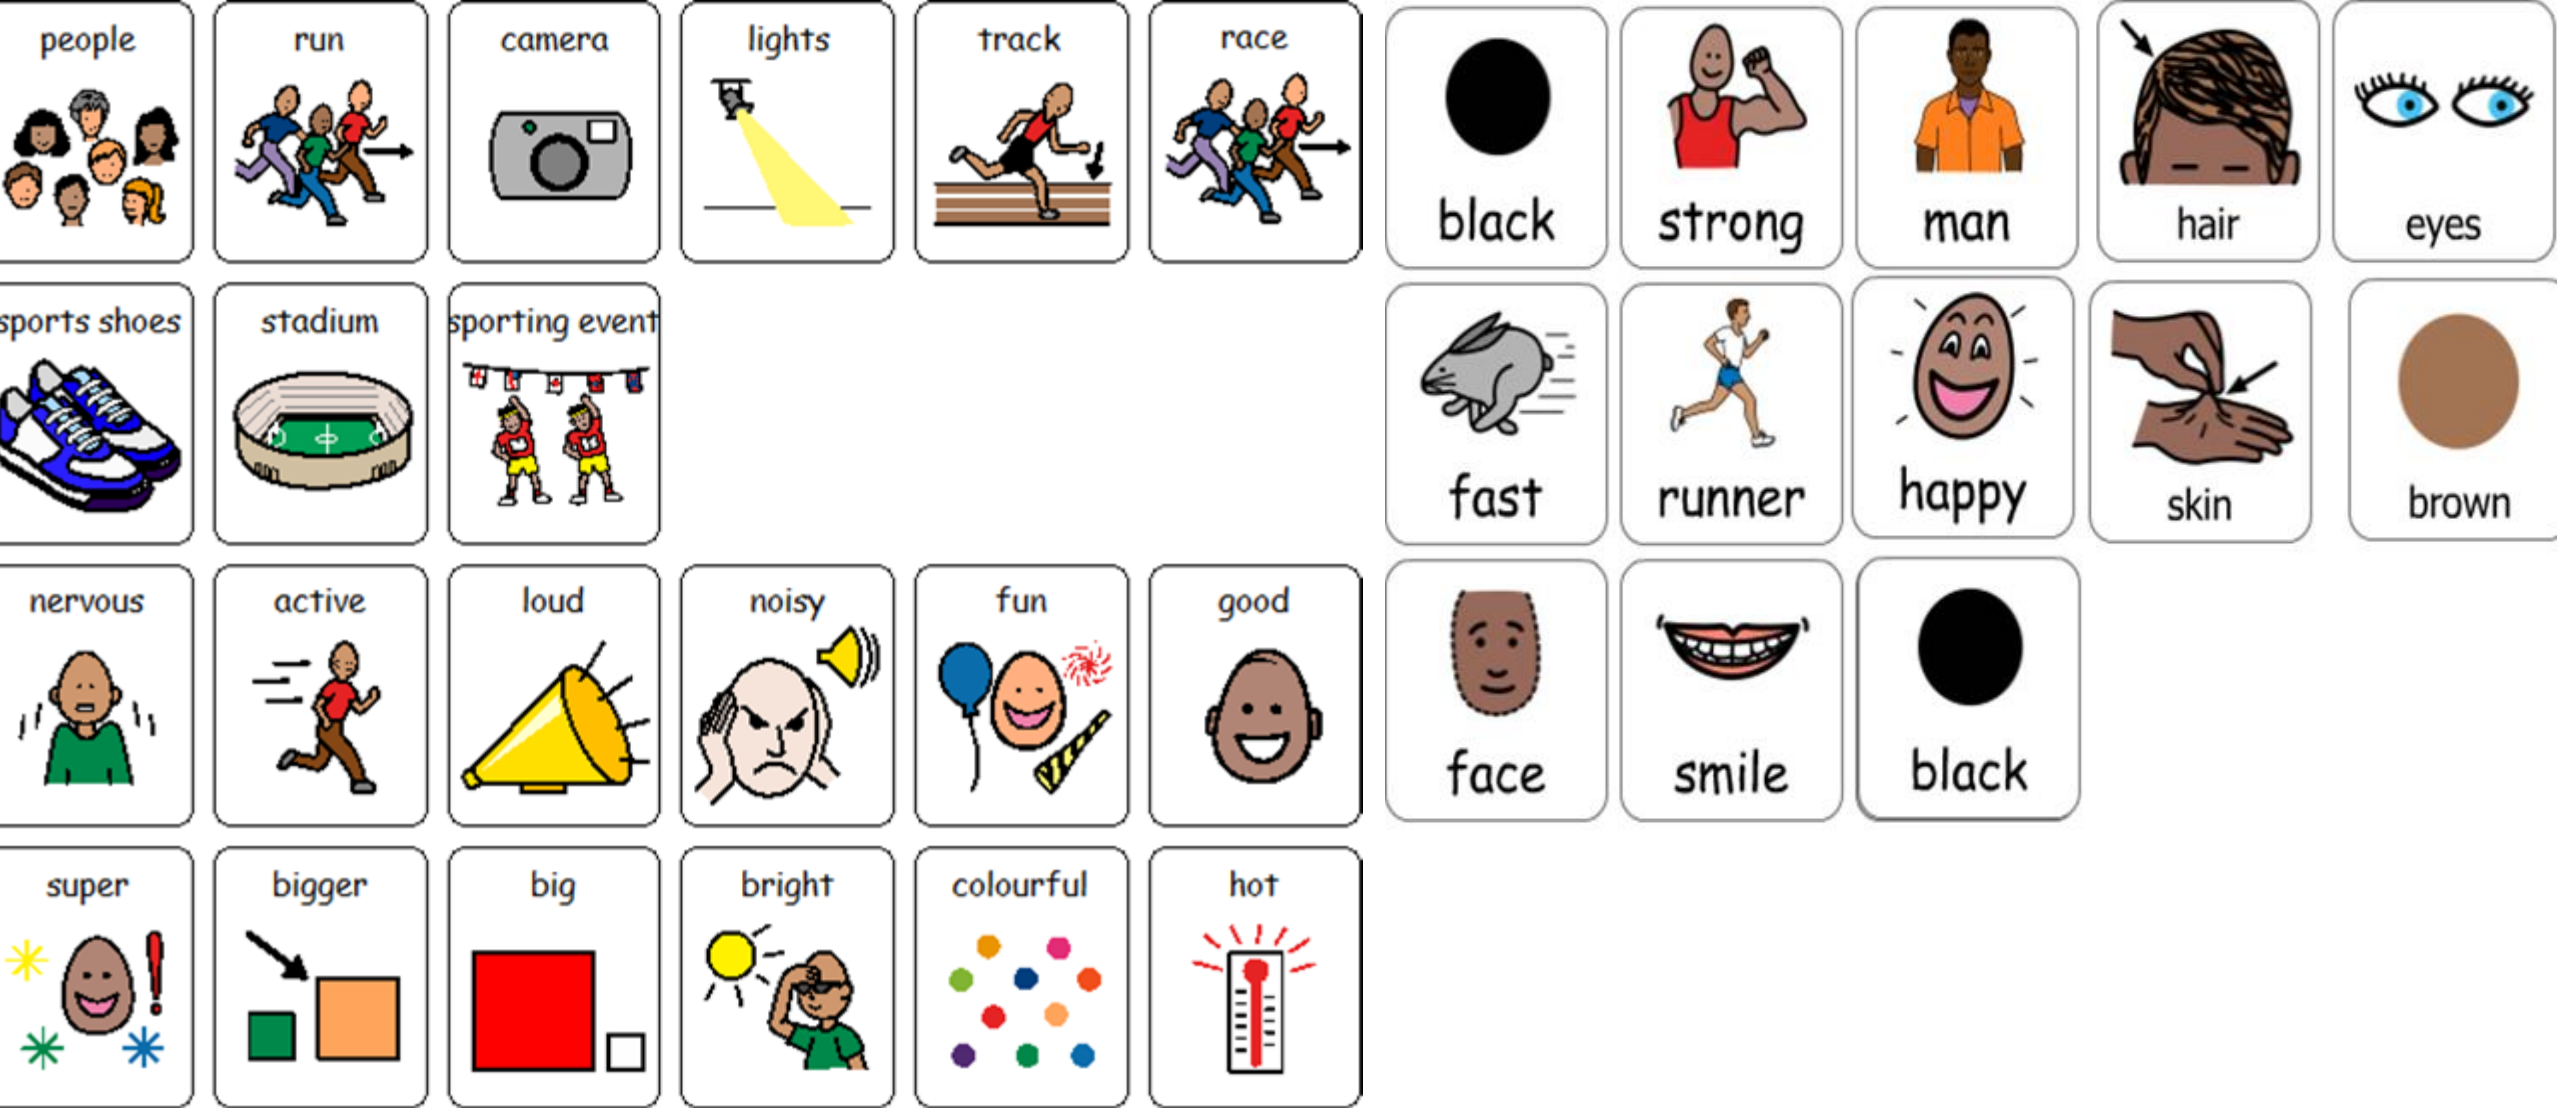 people run camera lights track race
sports shoes stadium sporting event
nervous active loud noisy fun good
super bigger big bright colourful hot
black strong man hair eyes
fast runner happy skin brown
face smile black